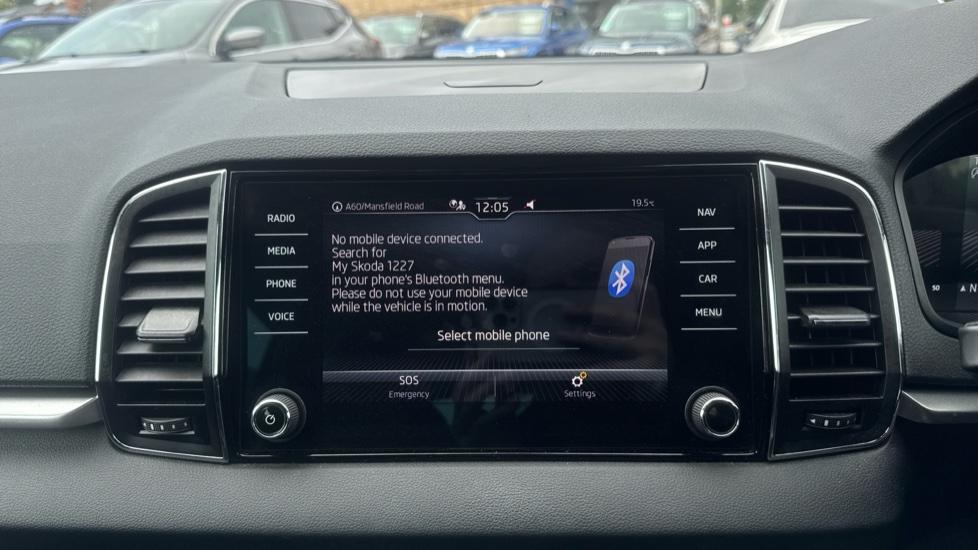 A60/Mansfield Road
12:05
19.5°C
RADIO
MEDIA
PHONE
VOICE
No mobile device connected.
Search for
My Skoda 1227
in your phone's Bluetooth menu.
Please do not use your mobile device
while the vehicle is in motion.
Select mobile phone
SOS
Emergency
Settings
NAV
APP
CAR
MENU
50
N